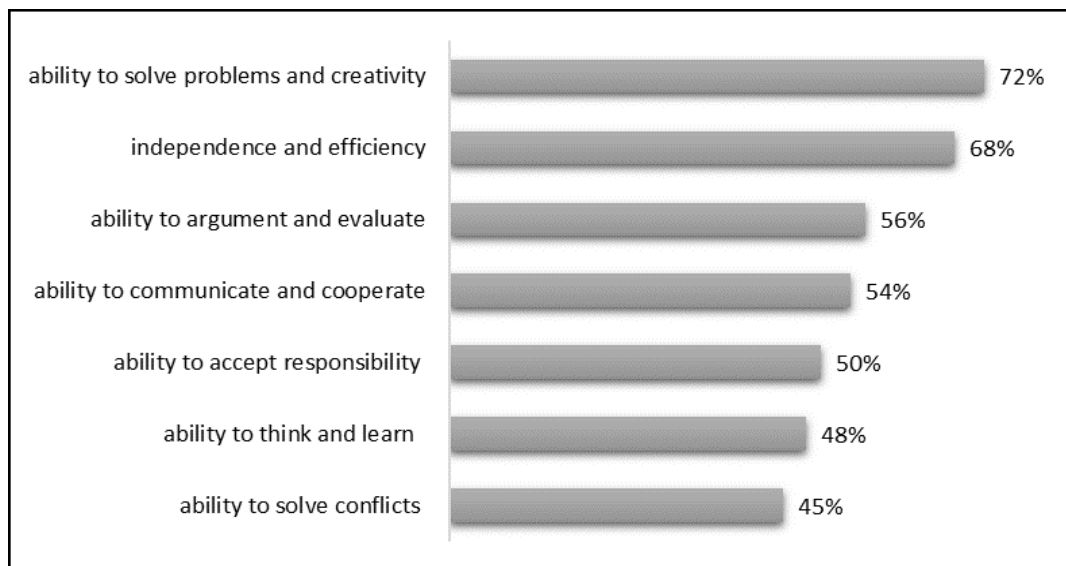 ability to solve problems and creativity 72%
independence and efficiency 68%
ability to argument and evaluate 56%
ability to communicate and cooperate 54%
ability to accept responsibility 50%
ability to think and learn 48%
ability to solve conflicts 45%